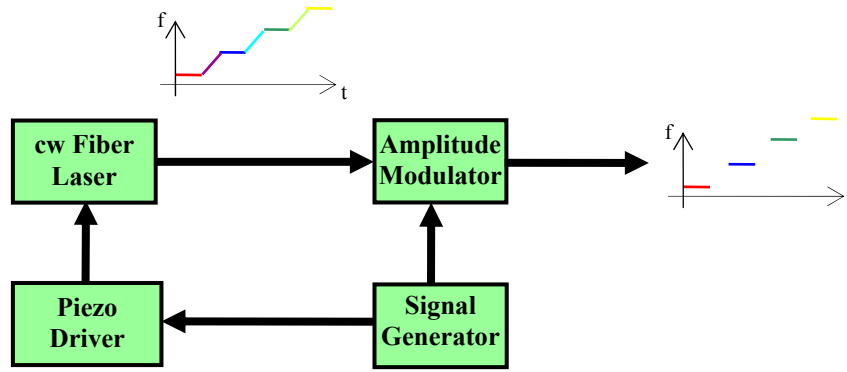 f
t
cw Fiber
Laser
Amplitude
Modulator
f
Piezo
Driver
Signal
Generator